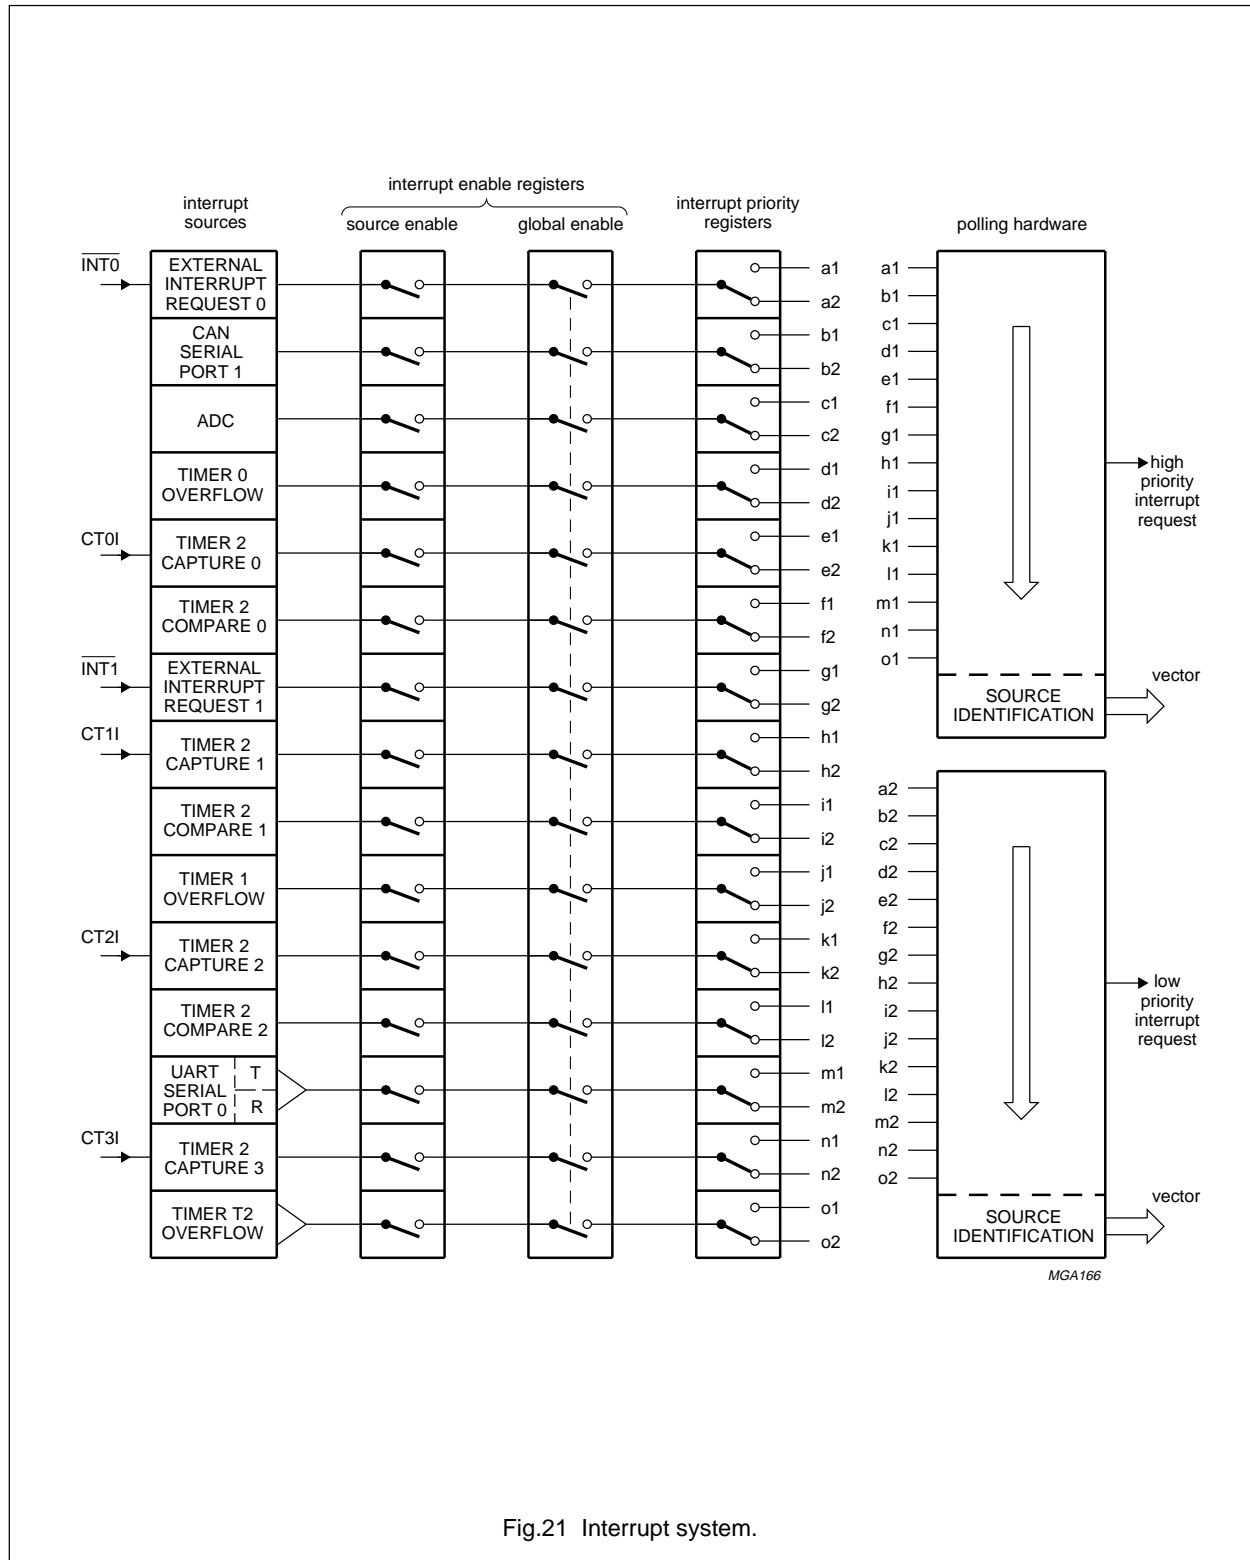 interrupt enable registers
interrupt
sources
source enable
global enable
interrupt priority
registers
polling hardware
INT0
EXTERNAL
INTERRUPT
REQUEST 0
a1
a2
CAN
SERIAL
PORT 1
b1
b2
ADC
c1
c2
TIMER 0
OVERFLOW
d1
d2
CT0I
TIMER 2
CAPTURE 0
e1
e2
TIMER 2
COMPARE 0
f1
f2
INT1
EXTERNAL
INTERRUPT
REQUEST 1
g1
g2
CT1I
TIMER 2
CAPTURE 1
h1
h2
TIMER 2
COMPARE 1
i1
i2
TIMER 1
OVERFLOW
j1
j2
CT2I
TIMER 2
CAPTURE 2
k1
k2
TIMER 2
COMPARE 2
l1
l2
UART
SERIAL
PORT 0
T
R
m1
m2
CT3I
TIMER 2
CAPTURE 3
n1
n2
TIMER T2
OVERFLOW
o1
o2
a1
b1
c1
d1
e1
f1
g1
h1
i1
j1
k1
l1
m1
n1
o1
high
priority
interrupt
request
SOURCE
IDENTIFICATION
vector
a2
b2
c2
d2
e2
f2
g2
h2
i2
j2
k2
l2
m2
n2
o2
low
priority
interrupt
request
SOURCE
IDENTIFICATION
vector
MGA166
Fig.21 Interrupt system.